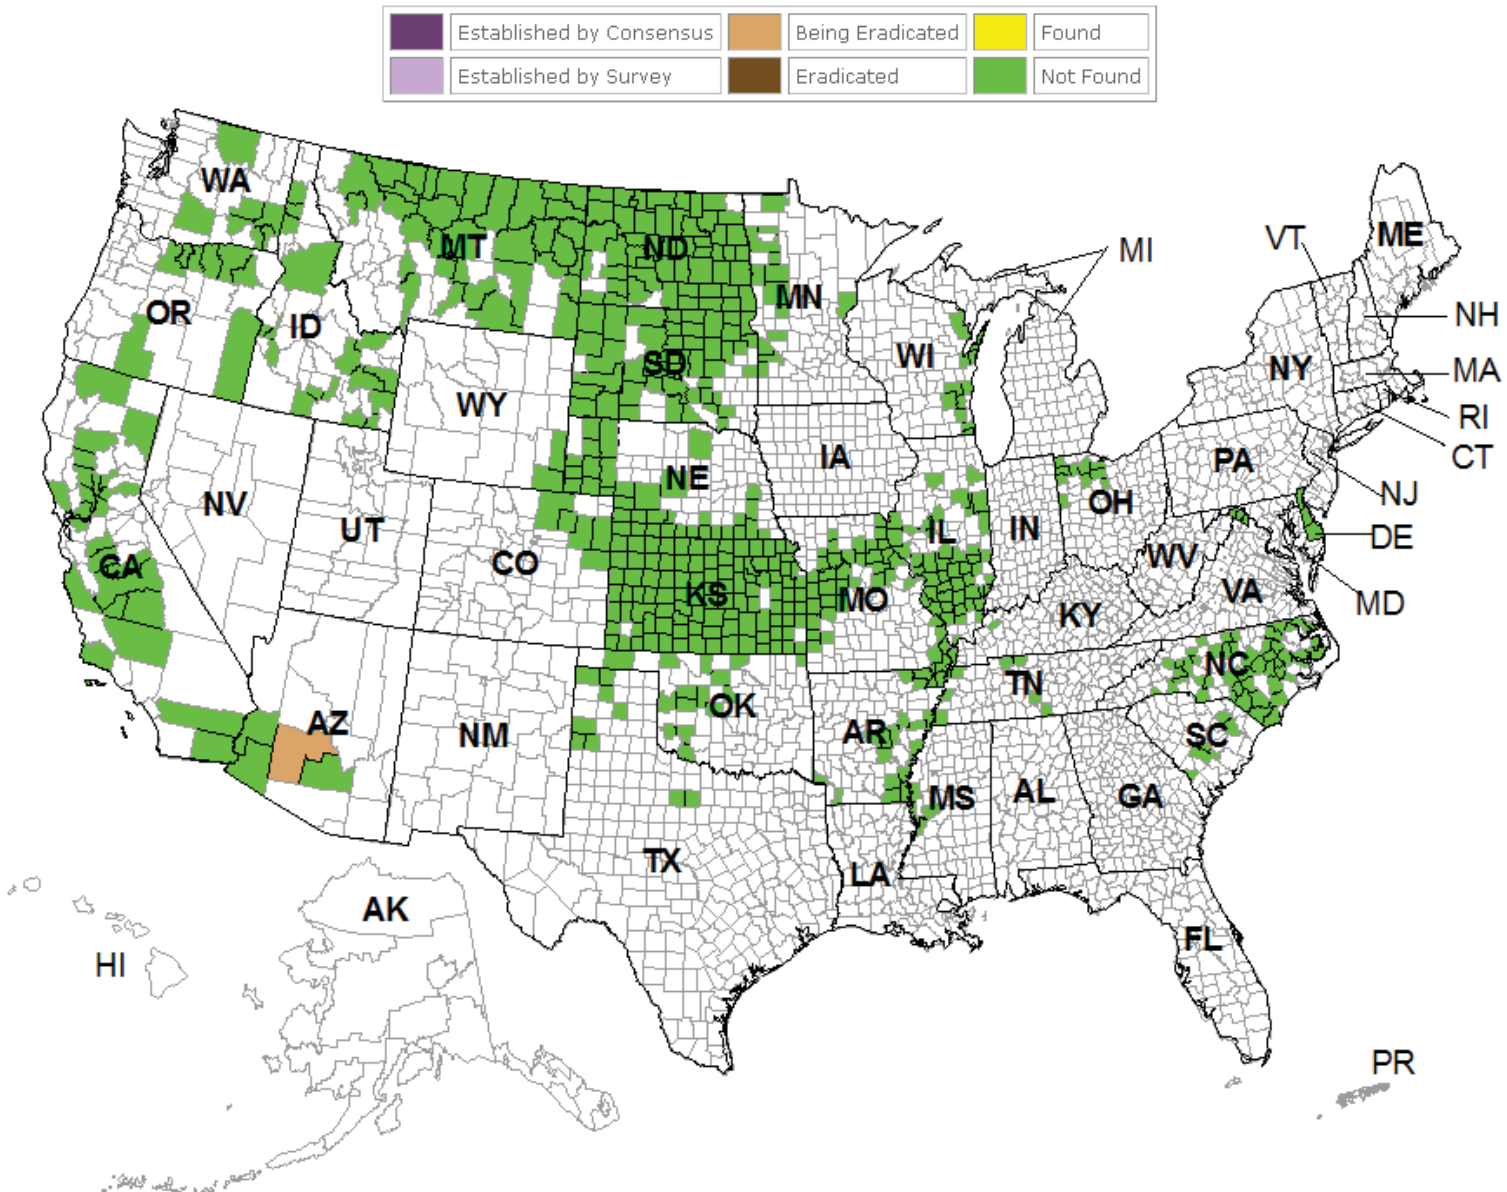 Established by Consensus Being Eradicated Found
Established by Survey Eradicated Not Found
WA
MT
ND
MN
MI
VT
ME
OR
ID
SD
WI
NY
NH
MA
RI
CT
WY
IA
PA
NJ
NV
NE
IL
IN
OH
DE
UT
CO
KS
MO
WV
VA
MD
CA
KY
NC
AZ
NM
OK
AR
TN
SC
TX
LA
MS
AL
GA
AK
HI
FL
PR